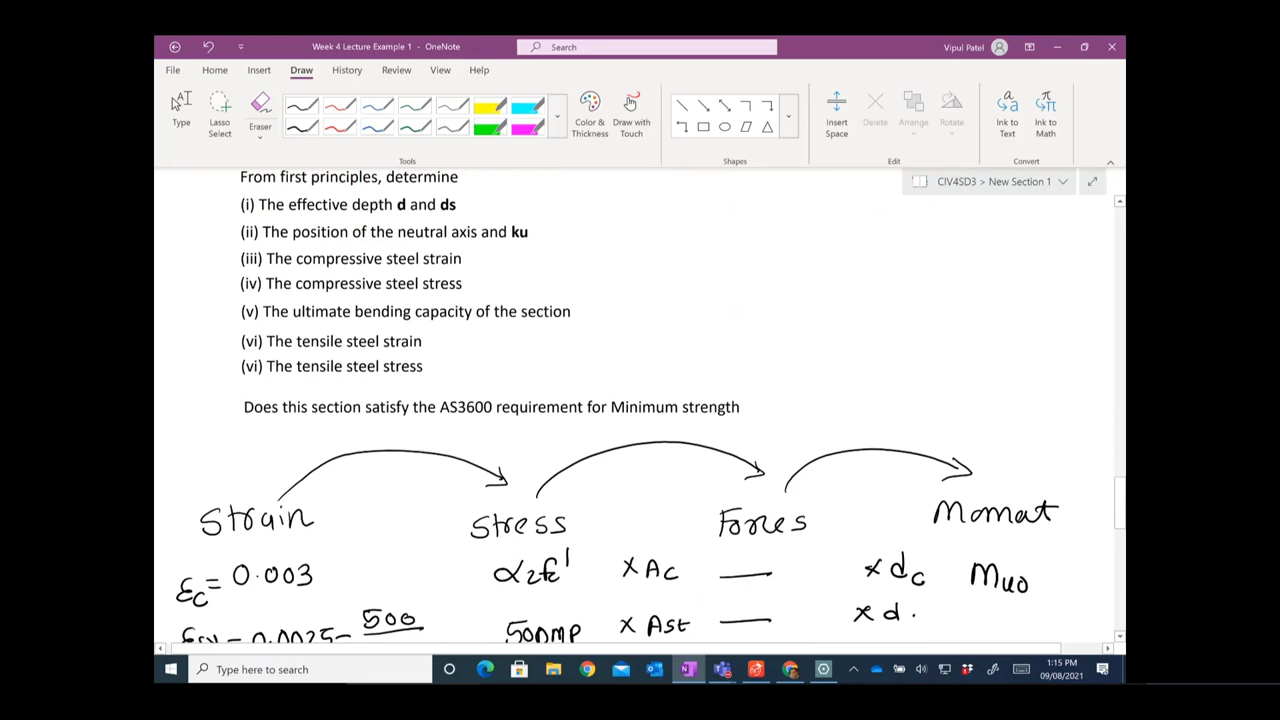 Week 4 Lecture Example 1 - OneNote
Search
Vipul Patel
File Home Insert Draw History Review View Help
Type
Lasso Select
Eraser
Color & Thickness
Draw with Touch
Insert Space
Delete
Arrange
Rotate
Ink to Text
Ink to Math
Tools
Shapes
Edit
Convert
CIV4SD3 > New Section 1
From first principles, determine
(i) The effective depth d and ds
(ii) The position of the neutral axis and ku
(iii) The compressive steel strain
(iv) The compressive steel stress
(v) The ultimate bending capacity of the section
(vi) The tensile steel strain
(vi) The tensile steel stress
Does this section satisfy the AS3600 requirement for Minimum strength
Strain Stress Forces Momat
εc = 0.003 α2fc' × Ac × dc Muo
εsy = 0.0025 = 500 500MP × Ast × d.
Type here to search
1:15 PM
09/08/2021